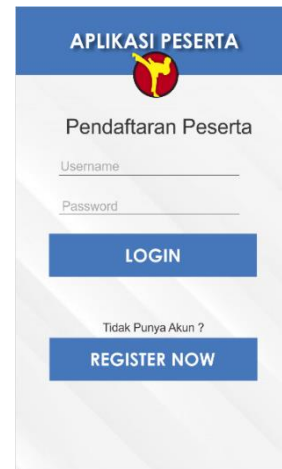 APLIKASI PESERTA
Pendaftaran Peserta
Username
Password
LOGIN
Tidak Punya Akun ?
REGISTER NOW